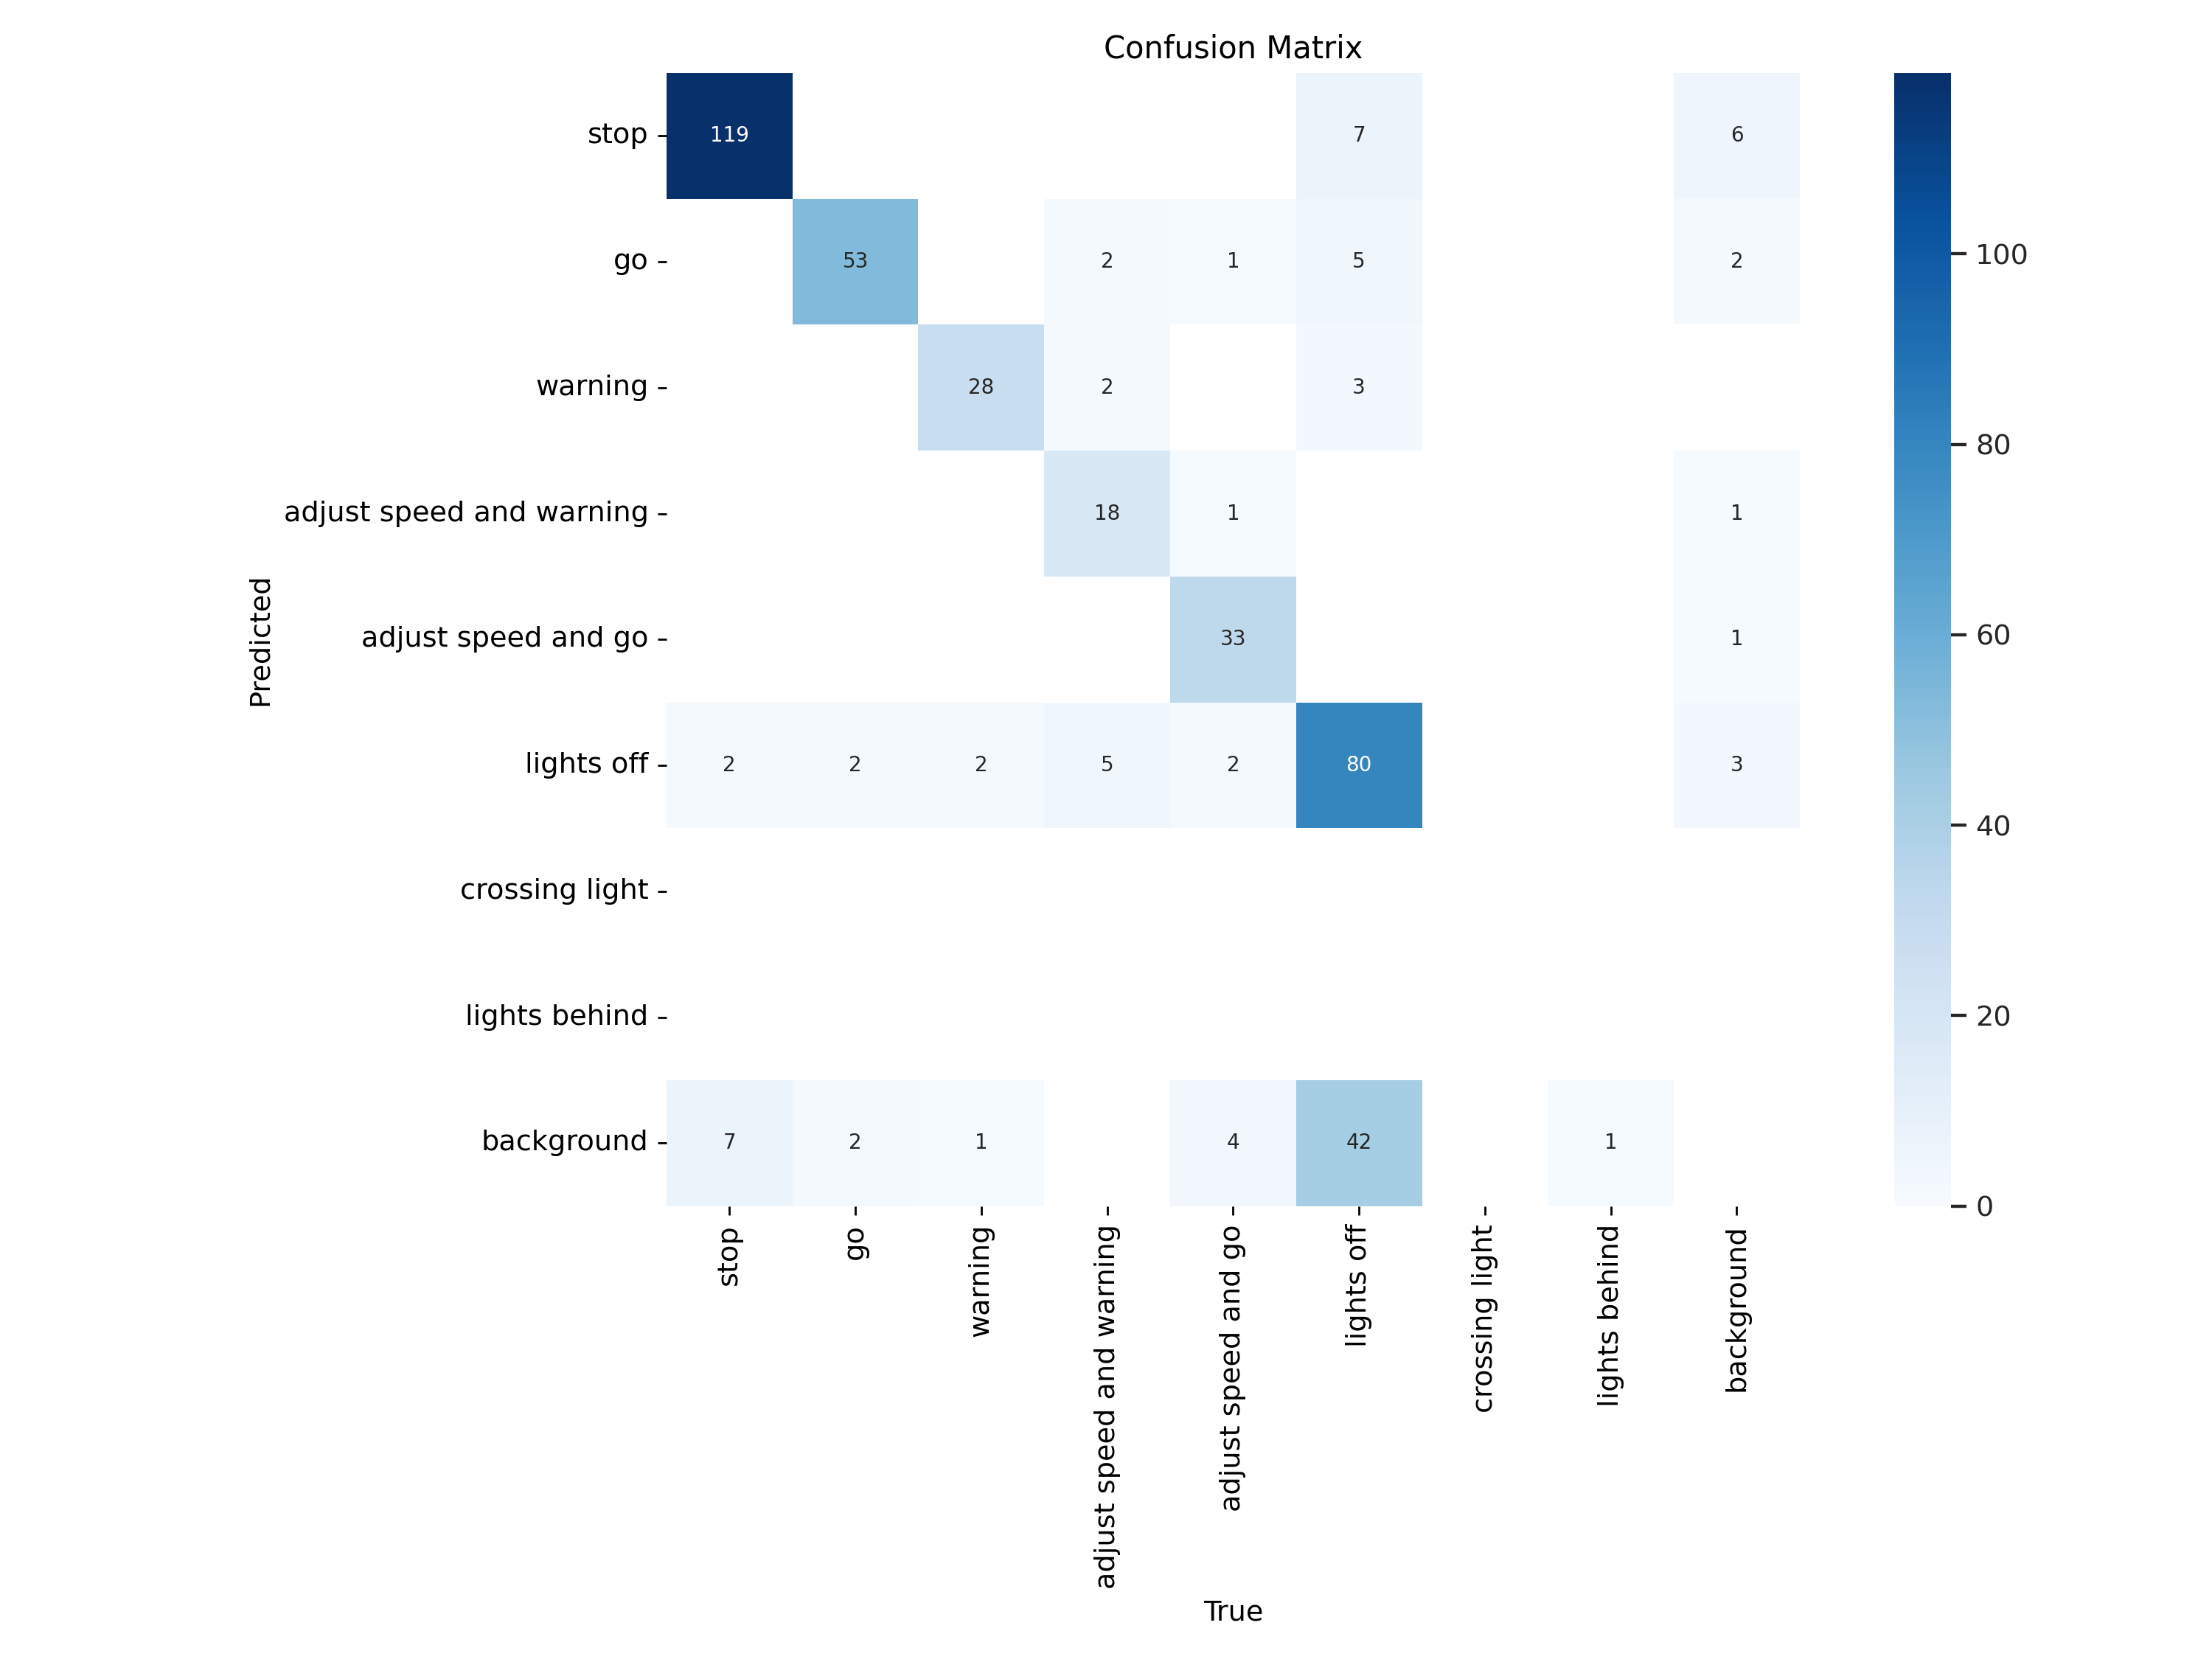 Confusion Matrix
stop 119 7 6
go 53 2 1 5 2
warning 28 2 3
adjust speed and warning 18 1 1
adjust speed and go 33 1
lights off 2 2 2 5 2 80 3
crossing light
lights behind
background 7 2 1 4 42 1
Predicted
stop
go
warning
adjust speed and warning
adjust speed and go
lights off
crossing light
lights behind
background
True
100
80
60
40
20
0